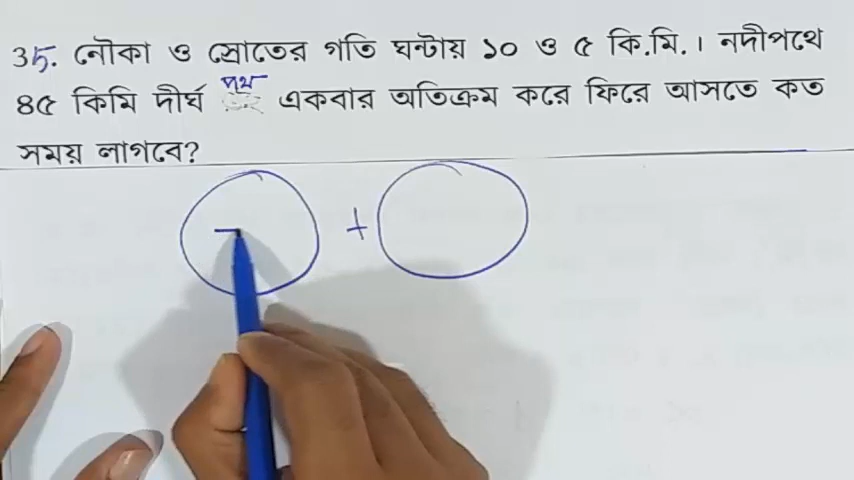 35. নৌকা ও স্রোতের গতি ঘন্টায় ১০ ও ৫ কি.মি.। নদীপথে
৪৫ কিমি দীর্ঘ পথ একবার অতিক্রম করে ফিরে আসতে কত
সময় লাগবে?
+